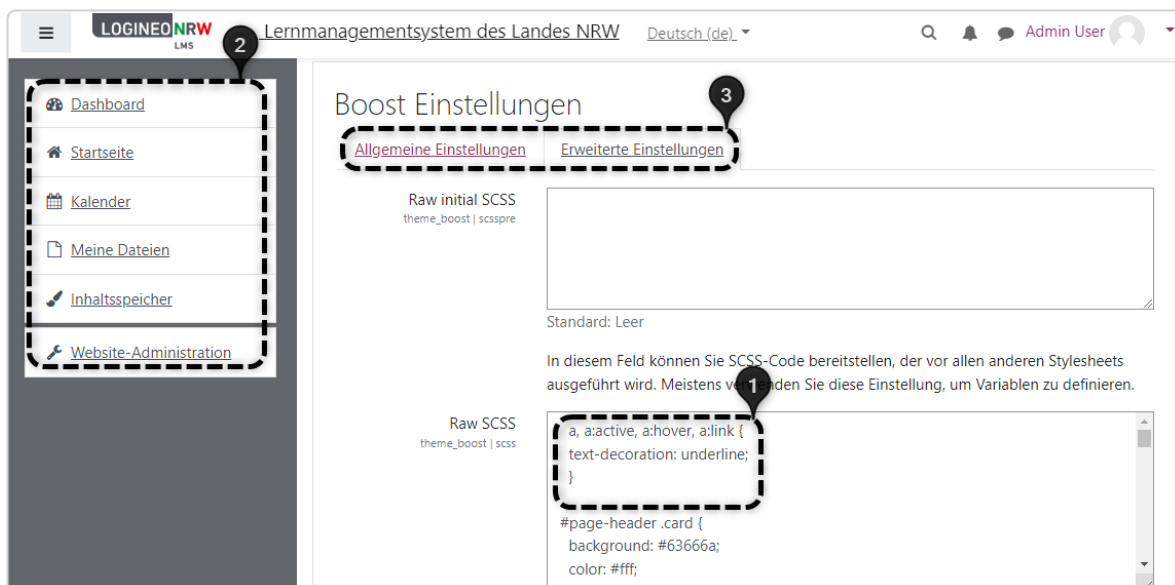 LOGINEO NRW
LMS
Lernmanagementsystem des Landes NRW
Deutsch (de)
Admin User
2
Dashboard
Startseite
Kalender
Meine Dateien
Inhaltsspeicher
Website-Administration
Boost Einstellungen
3
Allgemeine Einstellungen
Erweiterte Einstellungen
Raw initial SCSS
theme_boost | scsspre
Standard: Leer
In diesem Feld können Sie SCSS-Code bereitstellen, der vor allen anderen Stylesheets
ausgeführt wird. Meistens verwenden Sie diese Einstellung, um Variablen zu definieren.
1
Raw SCSS
theme_boost | scss
a, a:active, a:hover, a:link {
text-decoration: underline;
}
#page-header .card {
background: #63666a;
color: #fff;